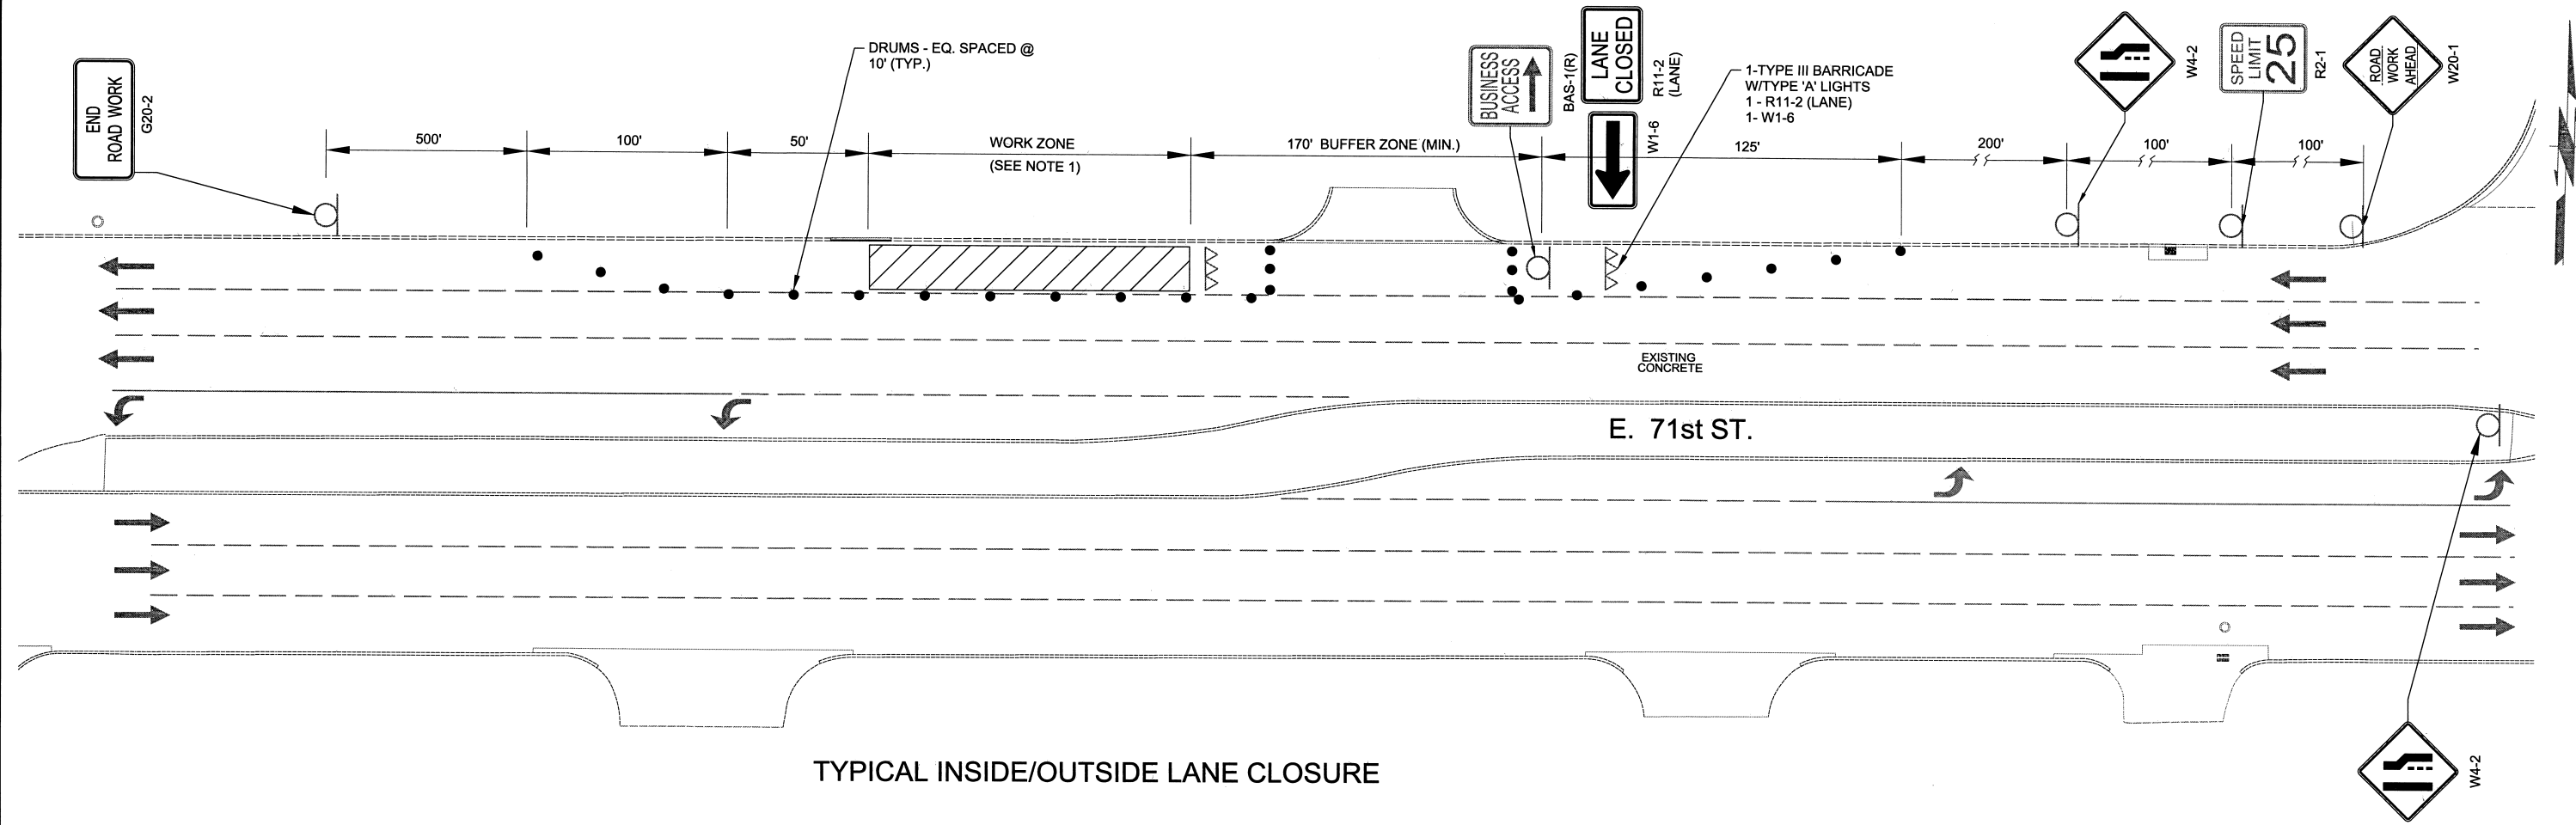 END
ROAD WORK
G20-2
DRUMS - EQ. SPACED @
10' (TYP.)
BUSINESS
ACCESS
BAS-1(R)
LANE
CLOSED
R11-2
(LANE)
W1-6
1-TYPE III BARRICADE
W/TYPE 'A' LIGHTS
1 - R11-2 (LANE)
1- W1-6
W4-2
SPEED
LIMIT
25
R2-1
ROAD
WORK
AHEAD
W20-1
500'
100'
50'
WORK ZONE
(SEE NOTE 1)
170' BUFFER ZONE (MIN.)
125'
200'
100'
100'
EXISTING
CONCRETE
E. 71st ST.
W4-2
TYPICAL INSIDE/OUTSIDE LANE CLOSURE